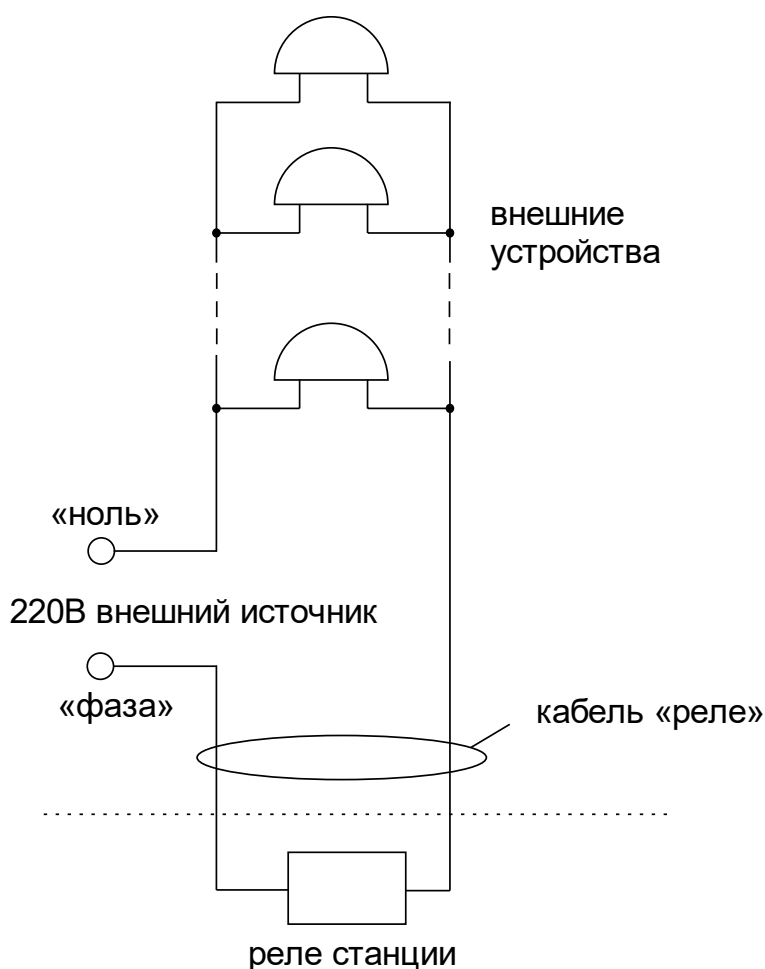 внешние
устройства
«ноль»
220В внешний источник
«фаза»
кабель «реле»
реле станции